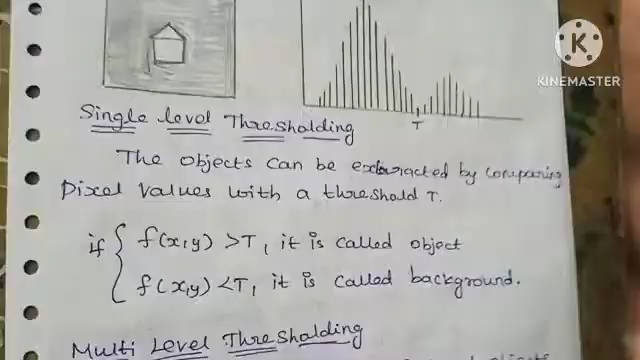 K
KINEMASTER
T
Single level Thresholding
The objects can be extracted by comparing
pixel values with a threshold T.
if { f(x,y) >T, it is called object
f(x,y) <T, it is called background.
Multi Level Thresholding